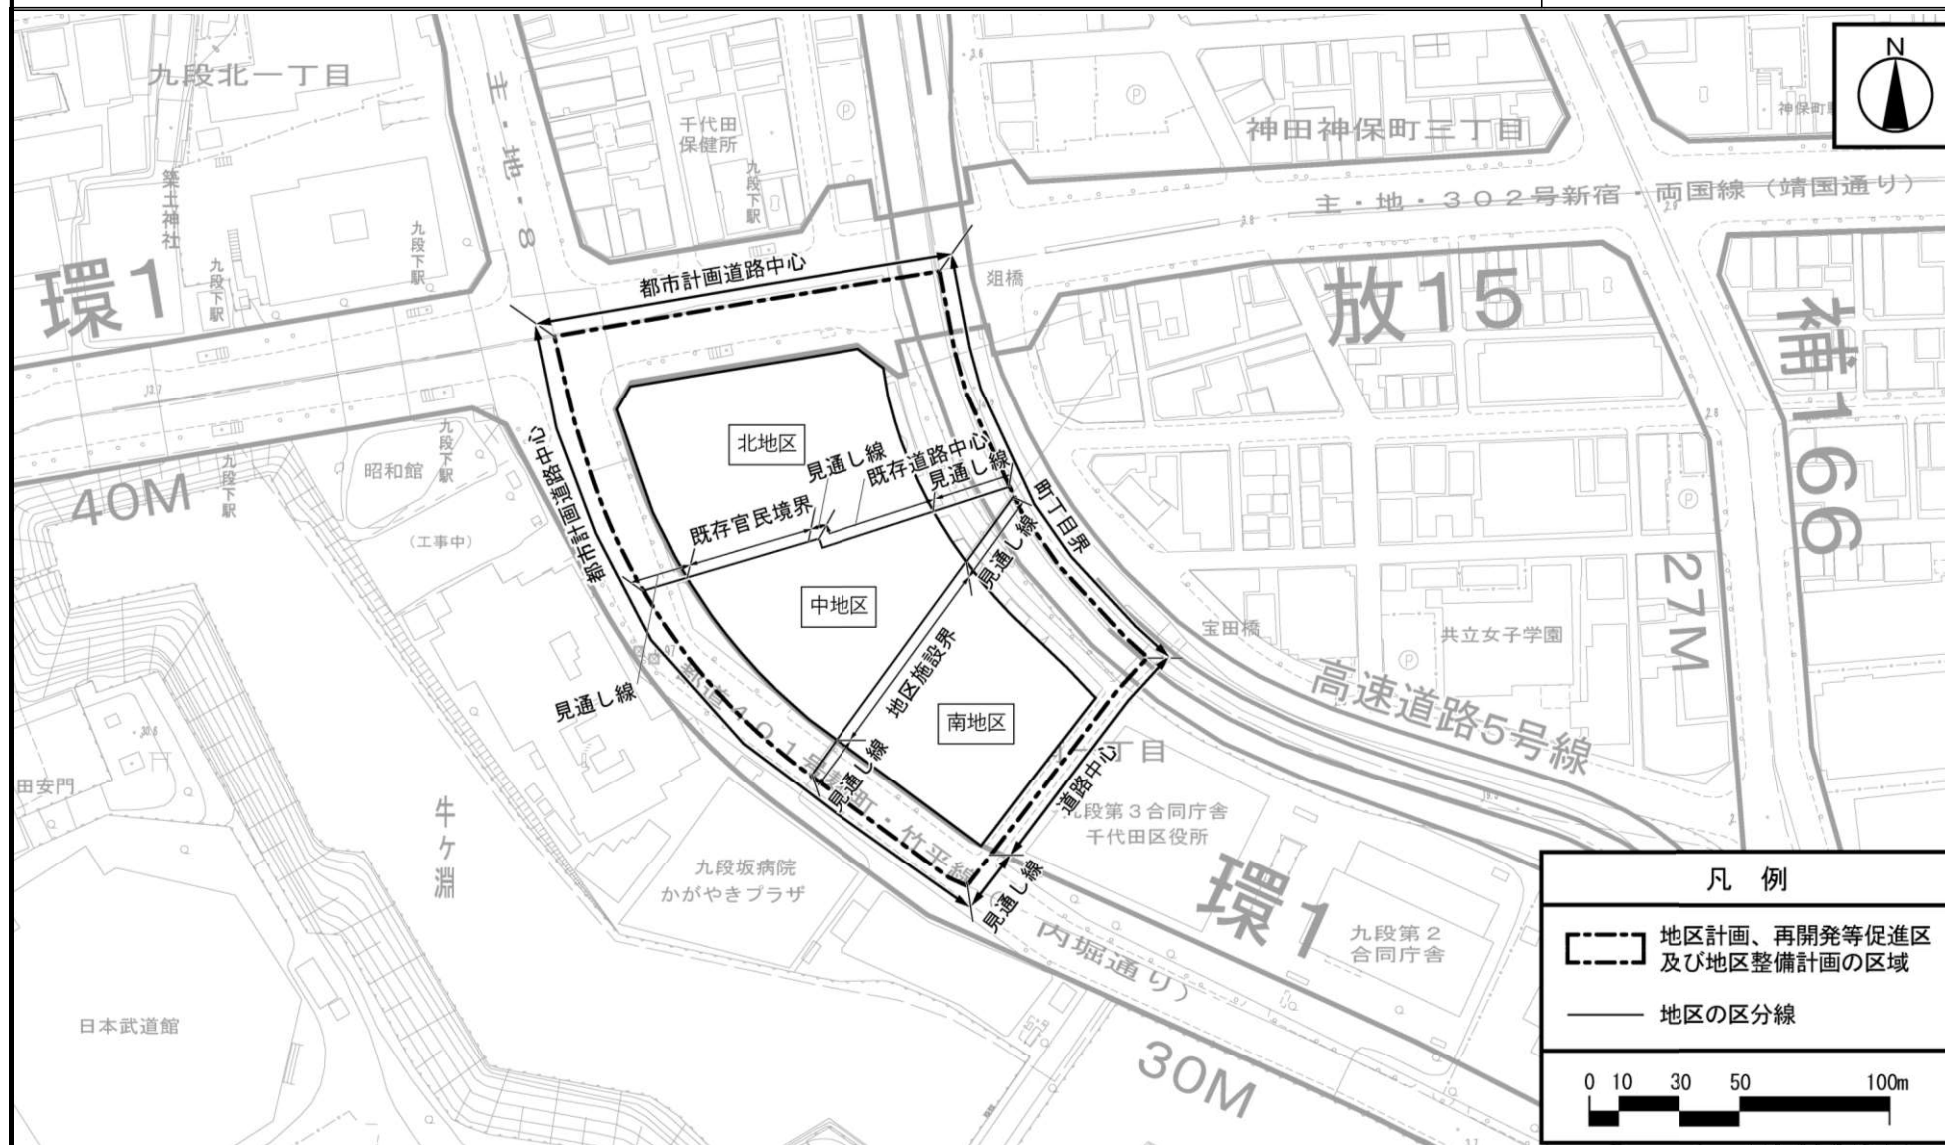 九段北一丁目
主・地・8
千代田
保健所
九段下駅
神田神保町三丁目
N
築土神社
九段下駅
九段下駅
主・地・302号新宿・両国線（靖国通り）
環1
都市計画道路中心
俎橋
放15
補166
40M
九段下駅
九段下駅
昭和館
（工事中）
都市計画道路中心
北地区
見通し線
既存道路中心
見通し線
既存官民境界
町丁目界
見通し線
中地区
27M
宝田橋
共立女子学園
高速道路5号線
見通し線
地区施設界
南地区
一丁目
道路中心
見通し線
九段第3合同庁舎
千代田区役所
田安門
牛ケ淵
九段坂病院
かがやきプラザ
見通し線
内堀通り）
環1
九段第2
合同庁舎
日本武道館
30M
凡 例
地区計画、再開発等促進区
及び地区整備計画の区域
地区の区分線
0 10 30 50 100m